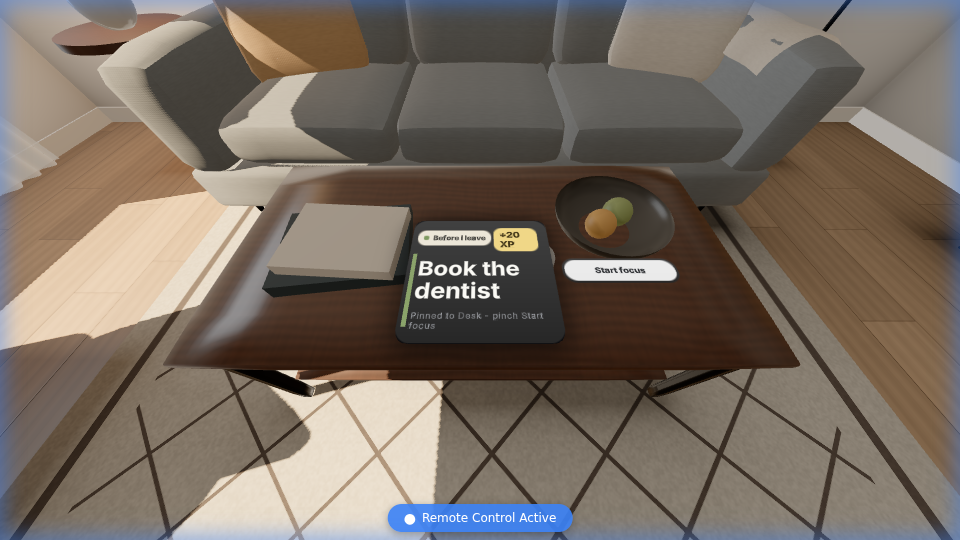 Before I leave
+20
XP
Book the
dentist
Pinned to Desk - pinch Start
focus
Start focus
Remote Control Active